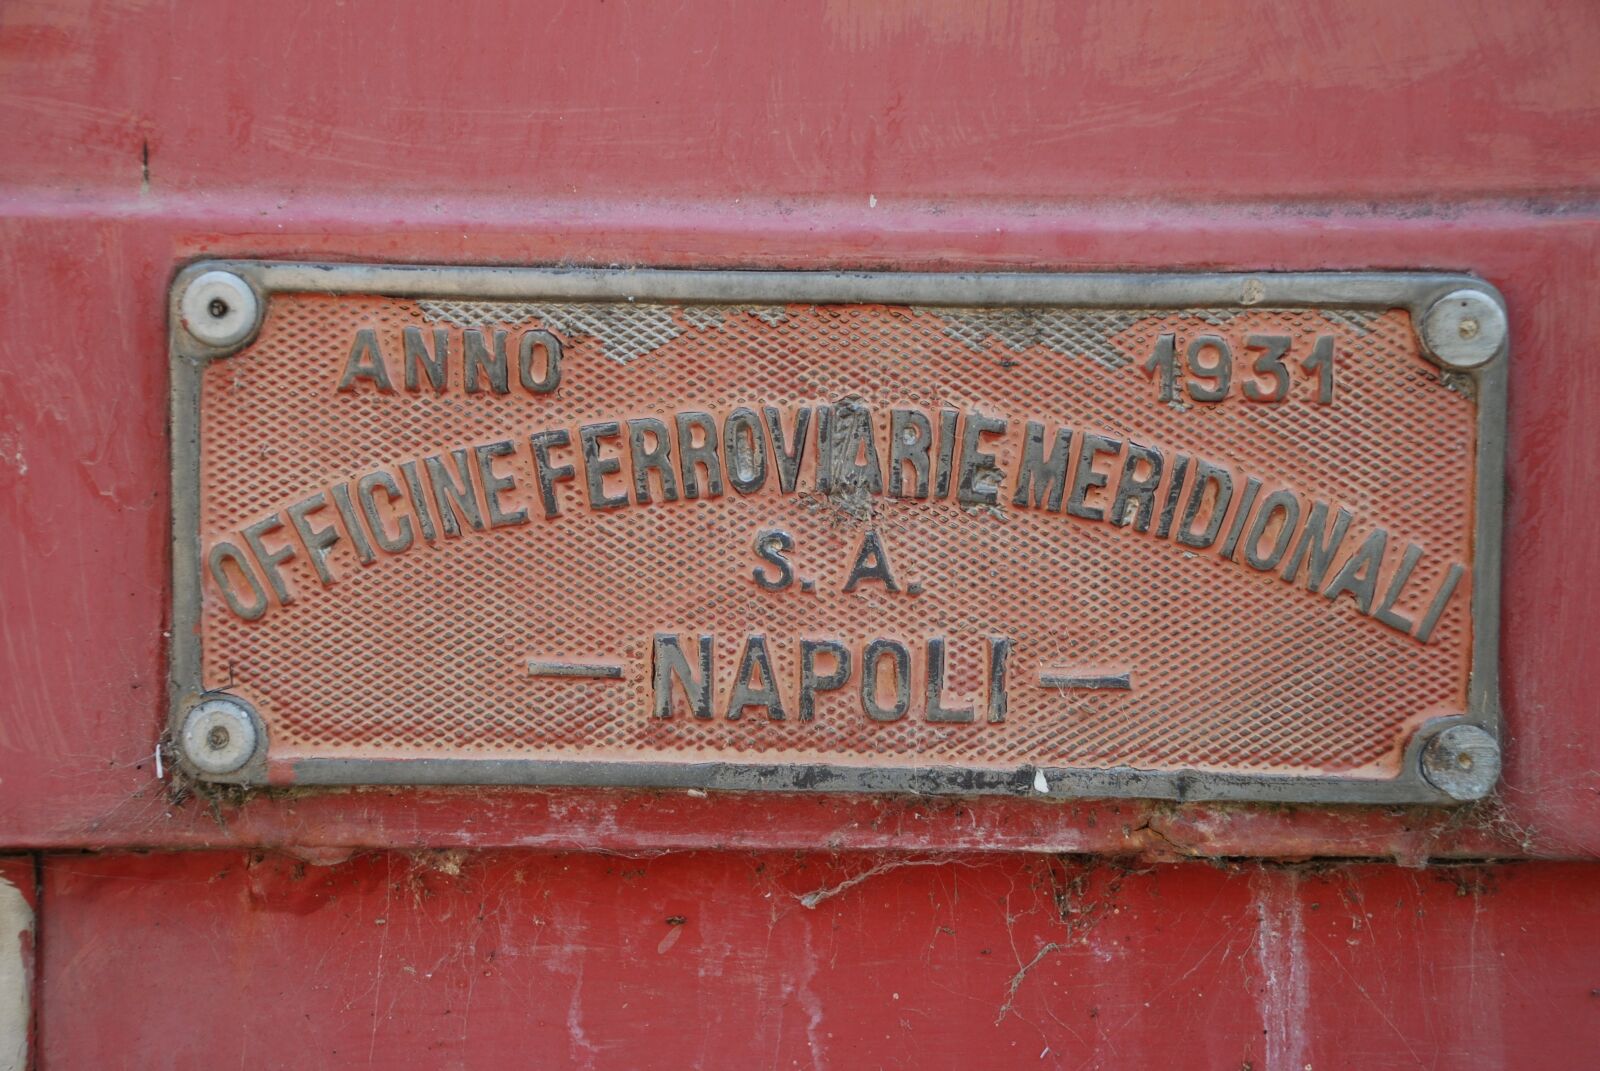 ANNO 1931
OFFICINE FERROVIARIE MERIDIONALI
S. A.
— NAPOLI —